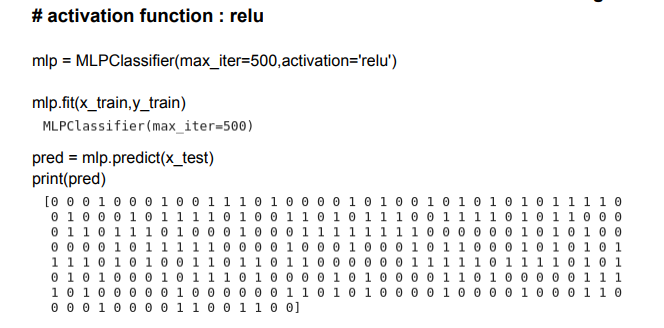 # activation function : relu
mlp = MLPClassifier(max_iter=500,activation='relu')
mlp.fit(x_train,y_train)
MLPClassifier(max_iter=500)
pred = mlp.predict(x_test)
print(pred)
[0 0 0 1 0 0 0 1 0 0 1 1 1 0 1 0 0 0 0 1 0 1 0 0 1 0 1 0 1 0 1 0 1 1 1 1 0
0 1 0 0 0 1 0 1 1 1 1 0 1 0 0 1 1 0 1 0 1 1 1 0 0 1 1 1 1 0 1 0 1 1 0 0 0
0 1 1 0 1 1 1 0 1 0 0 0 1 0 0 0 1 1 1 1 1 1 1 1 0 0 0 0 0 0 1 0 1 0 1 0 0
0 0 0 0 1 0 1 1 1 1 1 0 0 0 0 1 0 0 0 1 0 0 0 1 0 1 1 0 0 0 1 0 1 0 1 0 1
1 1 1 0 1 0 1 0 0 1 1 0 1 1 0 1 1 0 0 0 0 0 0 1 1 1 1 1 0 1 1 1 1 0 1 0 1
0 1 0 1 0 0 0 1 0 1 1 1 0 1 0 0 0 0 1 0 1 0 0 0 0 1 1 0 1 0 0 0 0 0 1 1 1
1 0 1 0 0 0 0 0 1 0 0 0 0 0 0 1 1 0 1 0 1 0 0 0 0 1 0 0 0 0 1 0 0 0 1 1 0
0 0 0 1 0 0 0 0 1 1 0 0 1 1 0 0]